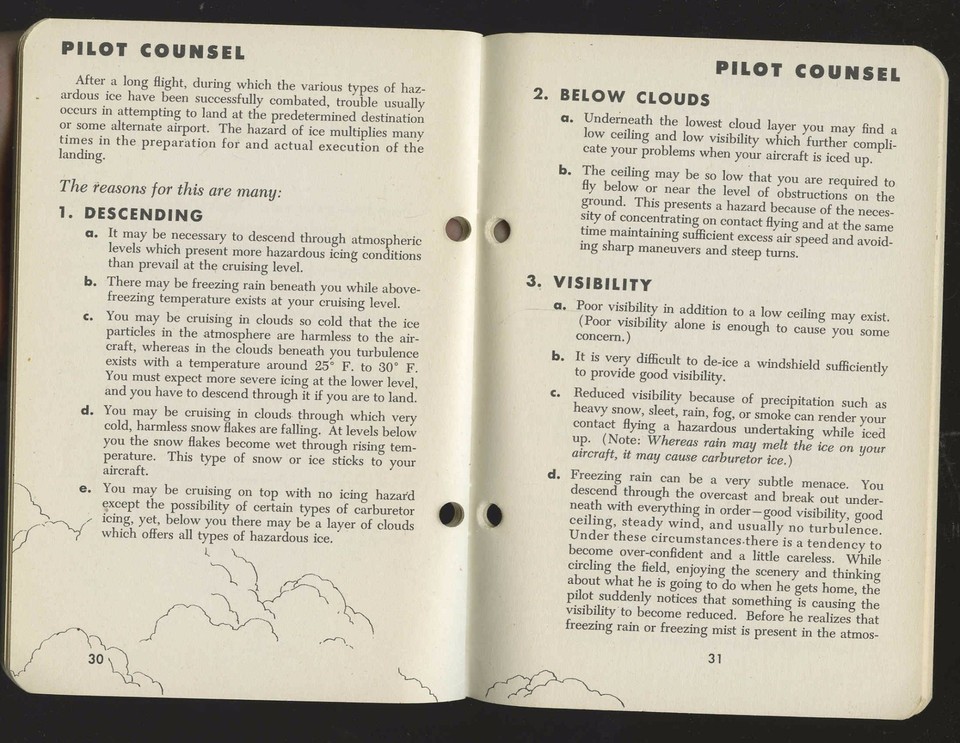 PILOT COUNSEL
After a long flight, during which the various types of haz-
ardous ice have been successfully combated, trouble usually
occurs in attempting to land at the predetermined destination
or some alternate airport. The hazard of ice multiplies many
times in the preparation for and actual execution of the
landing.
The reasons for this are many:
1. DESCENDING
a. It may be necessary to descend through atmospheric
levels which present more hazardous icing conditions
than prevail at the cruising level.
b. There may be freezing rain beneath you while above-
freezing temperature exists at your cruising level.
c. You may be cruising in clouds so cold that the ice
particles in the atmosphere are harmless to the air-
craft, whereas in the clouds beneath you turbulence
exists with a temperature around 25° F. to 30° F.
You must expect more severe icing at the lower level,
and you have to descend through it if you are to land.
d. You may be cruising in clouds through which very
cold, harmless snow flakes are falling. At levels below
you the snow flakes become wet through rising tem-
perature. This type of snow or ice sticks to your
aircraft.
e. You may be cruising on top with no icing hazard
except the possibility of certain types of carburetor
icing, yet, below you there may be a layer of clouds
which offers all types of hazardous ice.
30
PILOT COUNSEL
2. BELOW CLOUDS
a. Underneath the lowest cloud layer you may find a
low ceiling and low visibility which further compli-
cate your problems when your aircraft is iced up.
b. The ceiling may be so low that you are required to
fly below or near the level of obstructions on the
ground. This presents a hazard because of the neces-
sity of concentrating on contact flying and at the same
time maintaining sufficient excess air speed and avoid-
ing sharp maneuvers and steep turns.
3. VISIBILITY
a. Poor visibility in addition to a low ceiling may exist.
(Poor visibility alone is enough to cause you some
concern.)
b. It is very difficult to de-ice a windshield sufficiently
to provide good visibility.
c. Reduced visibility because of precipitation such as
heavy snow, sleet, rain, fog, or smoke can render your
contact flying a hazardous undertaking while iced
up. (Note: Whereas rain may melt the ice on your
aircraft, it may cause carburetor ice.)
d. Freezing rain can be a very subtle menace. You
descend through the overcast and break out under-
neath with everything in order—good visibility, good
ceiling, steady wind, and usually no turbulence.
Under these circumstances there is a tendency to
become over-confident and a little careless. While
circling the field, enjoying the scenery and thinking
about what he is going to do when he gets home, the
pilot suddenly notices that something is causing the
visibility to become reduced. Before he realizes that
freezing rain or freezing mist is present in the atmos-
31